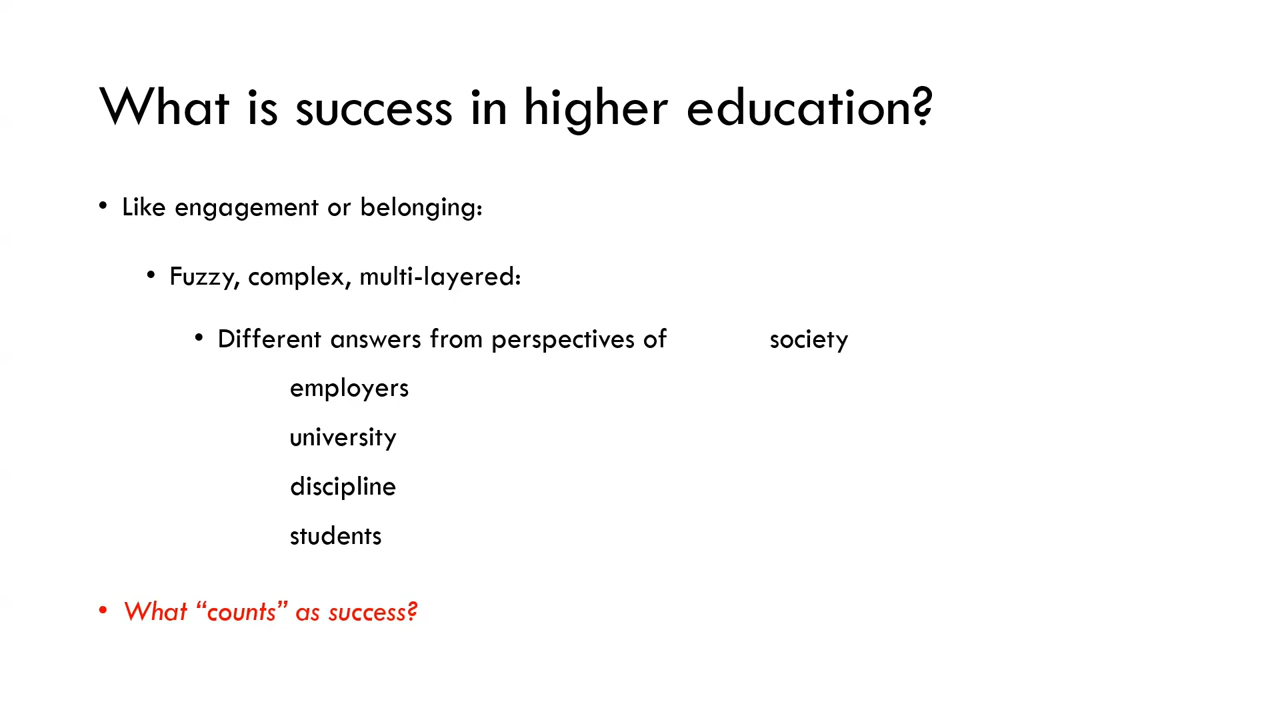 What is success in higher education?
• Like engagement or belonging:
• Fuzzy, complex, multi-layered:
• Different answers from perspectives of society
employers
university
discipline
students
• What “counts” as success?